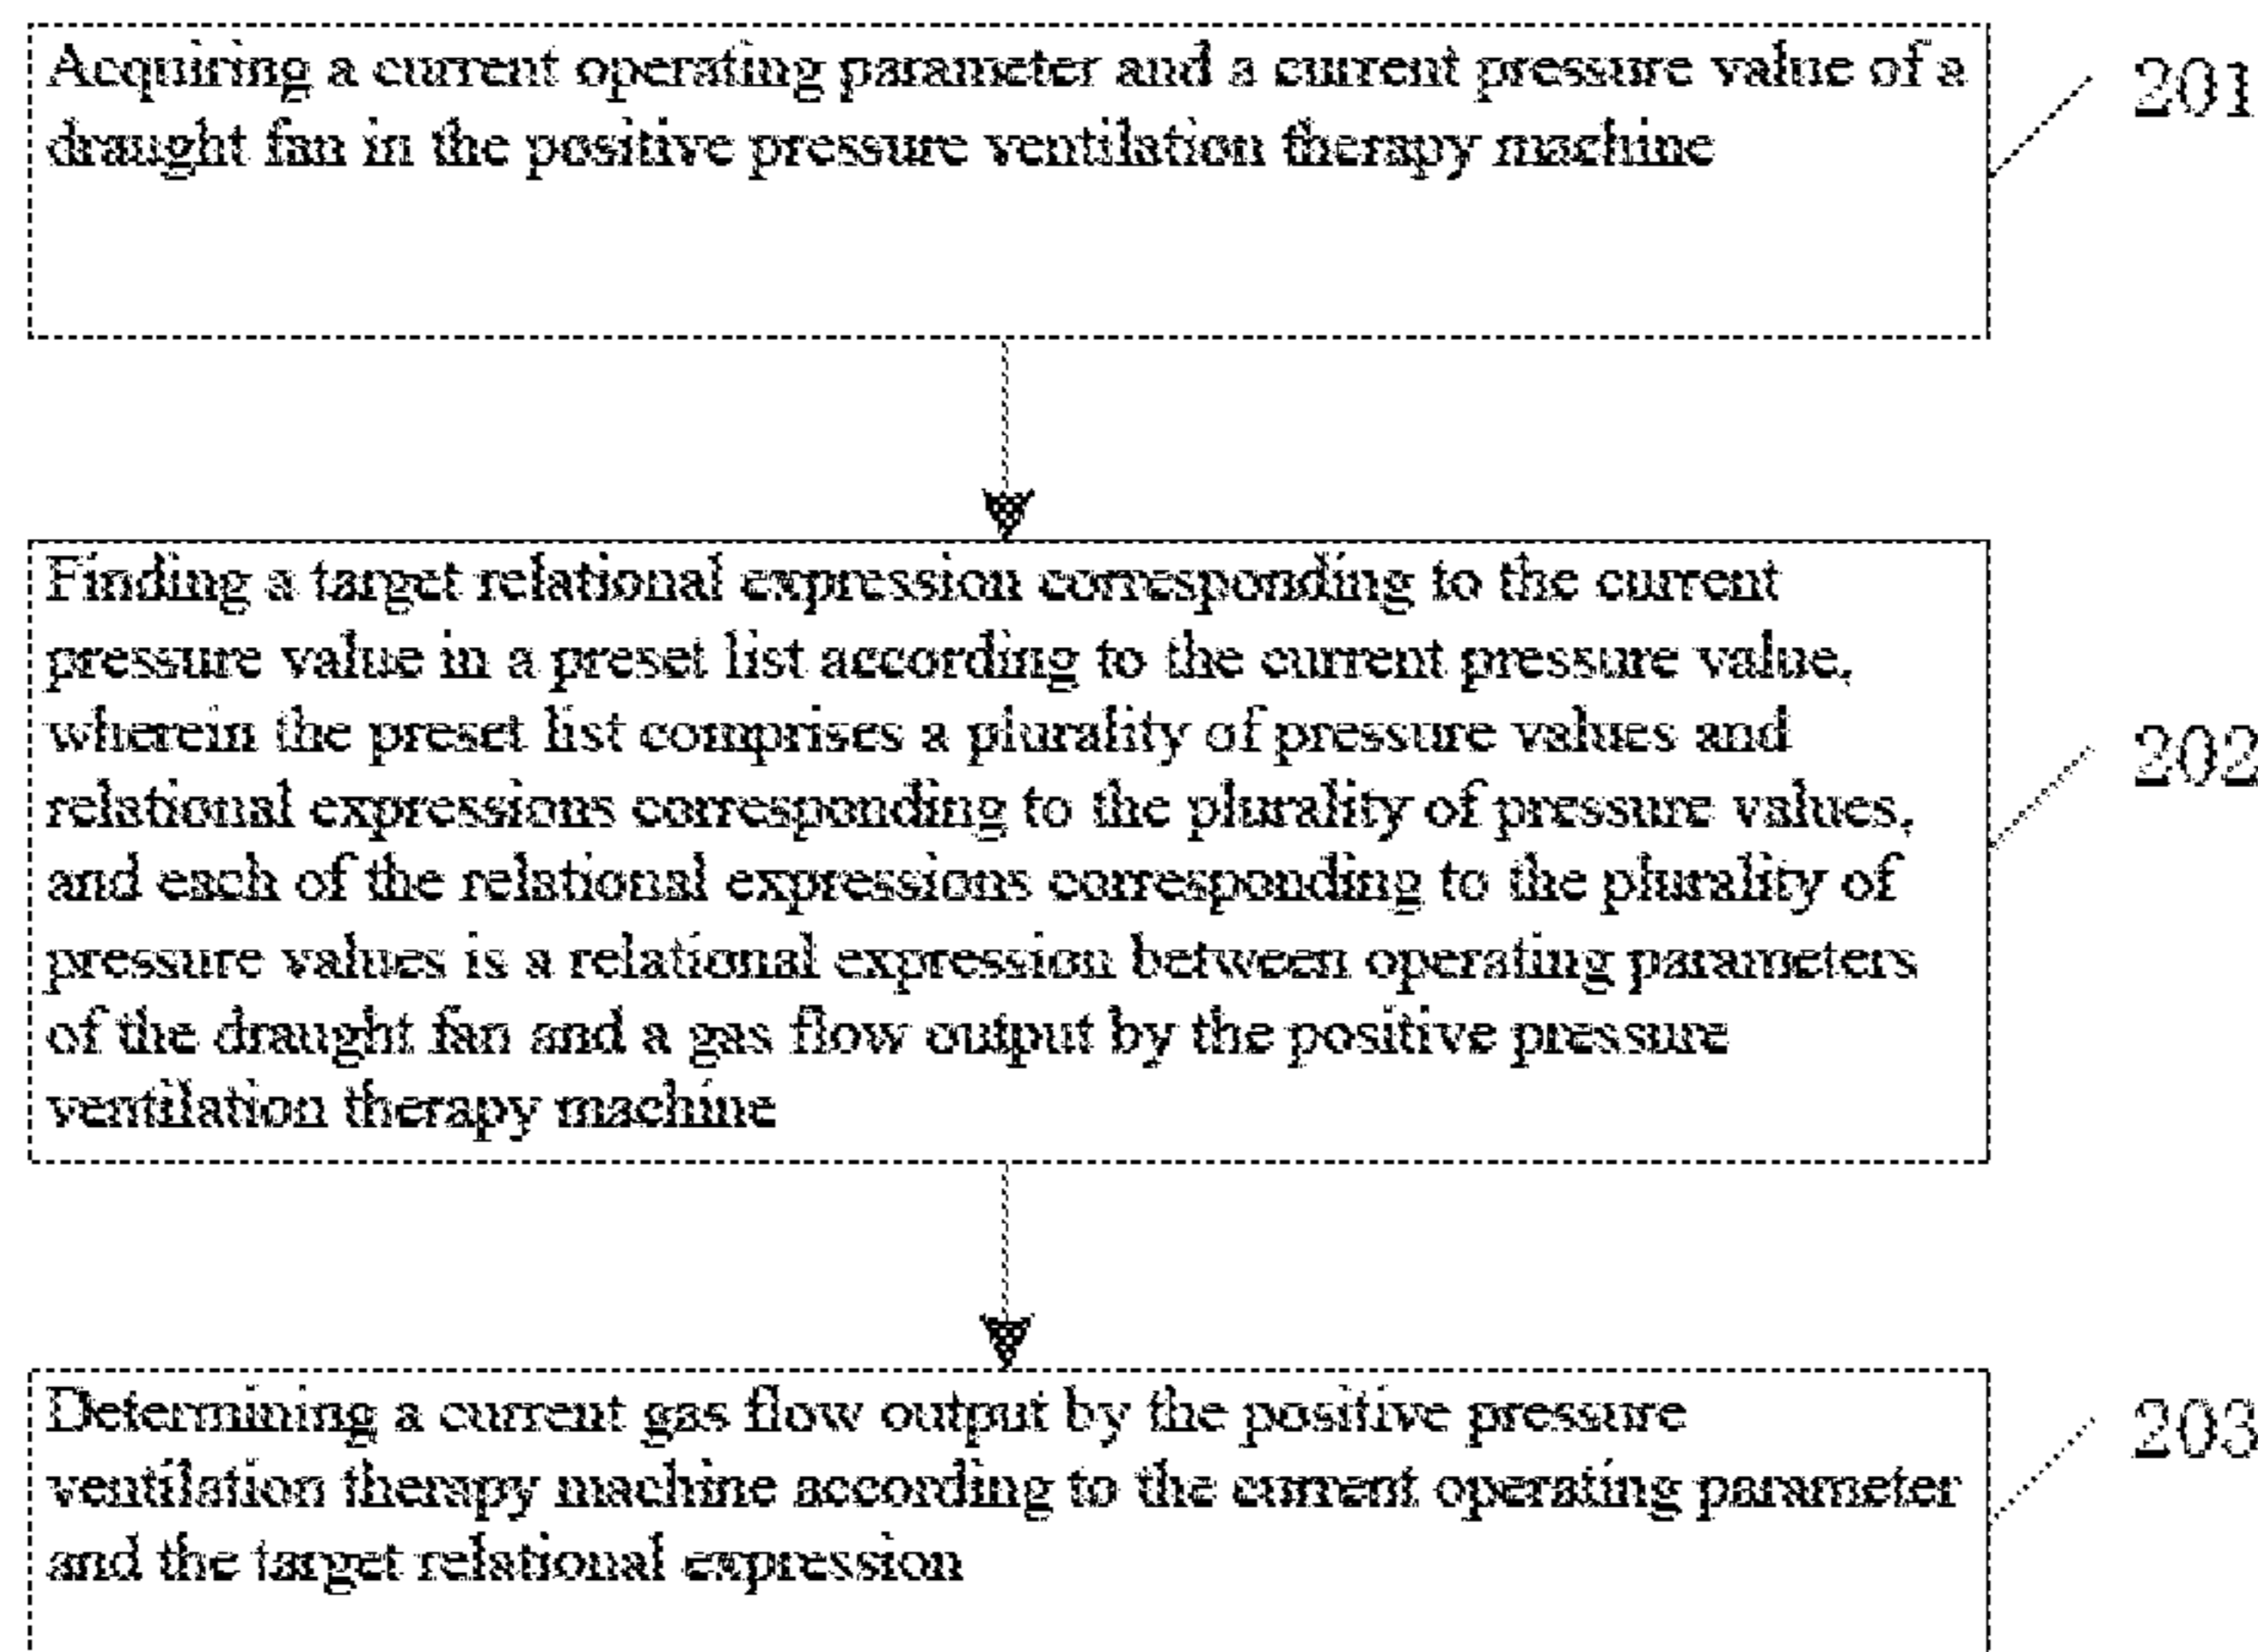 Acquiring a current operating parameter and a current pressure value of a
draught fan in the positive pressure ventilation therapy machine
201
Finding a target relational expression corresponding to the current
pressure value in a preset list according to the current pressure value,
wherein the preset list comprises a plurality of pressure values and
relational expressions corresponding to the plurality of pressure values,
and each of the relational expressions corresponding to the plurality of
pressure values is a relational expression between operating parameters
of the draught fan and a gas flow output by the positive pressure
ventilation therapy machine
202
Determining a current gas flow output by the positive pressure
ventilation therapy machine according to the current operating parameter
and the target relational expression
203